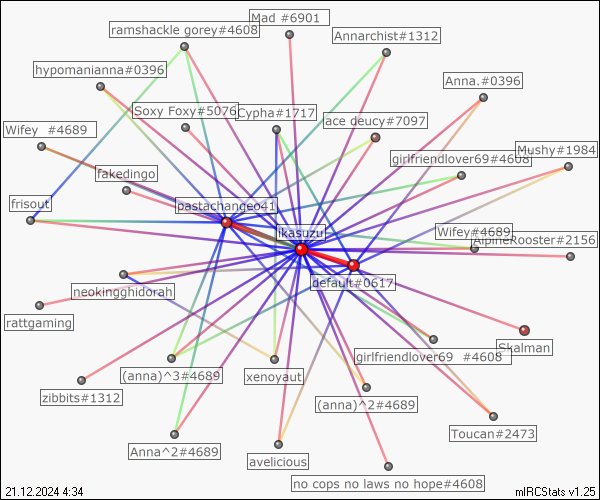 Mad #6901
ramshackle gorey#4608
Annarchist#1312
hypomanianna#0396
Anna.#0396
Soxy Foxy#5076
Cypha#1717
ace deucy#7097
Wifey #4689
girlfriendlover69#4608
Mushy#1984
fakedingo
frisout
pastachangeo41
ikasuzu
Wifey#4689
AlpineRooster#2156
default#0617
neokingghidorah
rattgaming
Skalman
girlfriendlover69 #4608
(anna)^3#4689
xenoyaut
zibbits#1312
(anna)^2#4689
Toucan#2473
Anna^2#4689
avelicious
no cops no laws no hope#4608
21.12.2024 4:34
mIRCStats v1.25